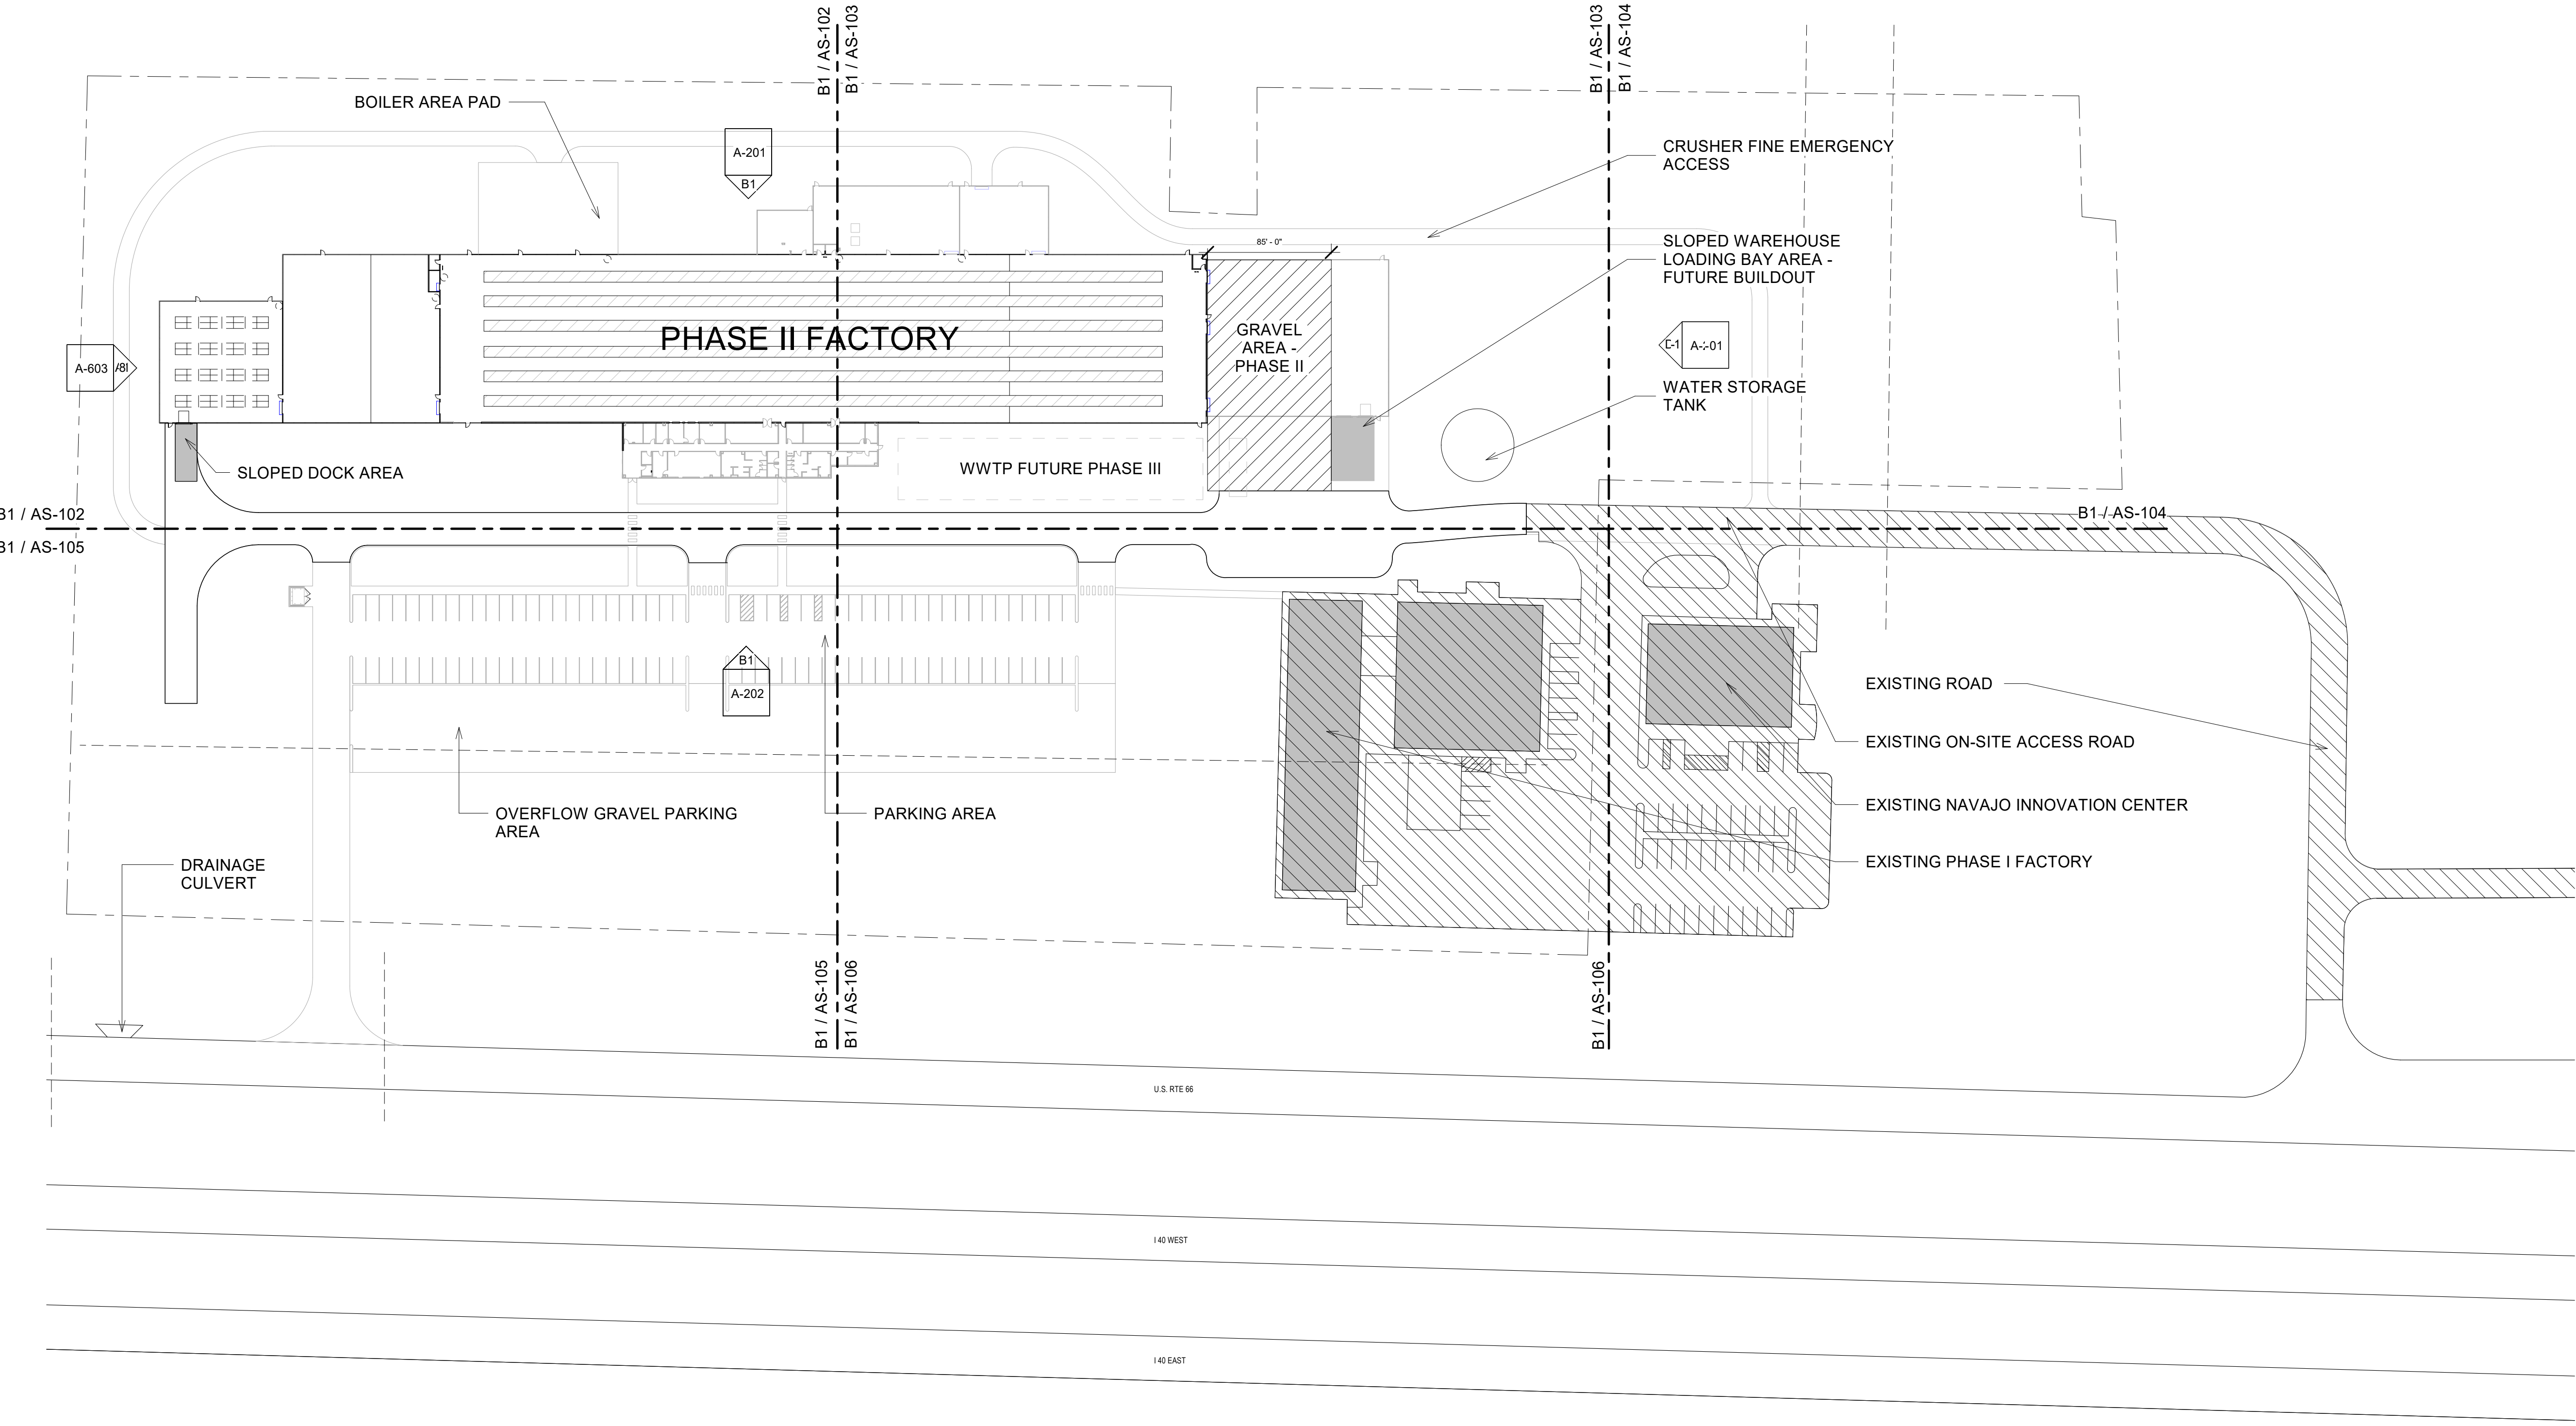 B1 / AS-102
B1 / AS-103
B1 / AS-103
B1 / AS-104
BOILER AREA PAD
A-201
B1
CRUSHER FINE EMERGENCY
ACCESS
85' - 0"
SLOPED WAREHOUSE
LOADING BAY AREA -
FUTURE BUILDOUT
PHASE II FACTORY
GRAVEL
AREA -
PHASE II
A-603
WATER STORAGE
TANK
SLOPED DOCK AREA
WWTP FUTURE PHASE III
B1 / AS-102
B1 / AS-104
B1 / AS-105
B1
A-202
EXISTING ROAD
EXISTING ON-SITE ACCESS ROAD
OVERFLOW GRAVEL PARKING
AREA
PARKING AREA
EXISTING NAVAJO INNOVATION CENTER
EXISTING PHASE I FACTORY
DRAINAGE
CULVERT
B1 / AS-105
B1 / AS-106
B1 / AS-106
U.S. RTE 66
I 40 WEST
I 40 EAST